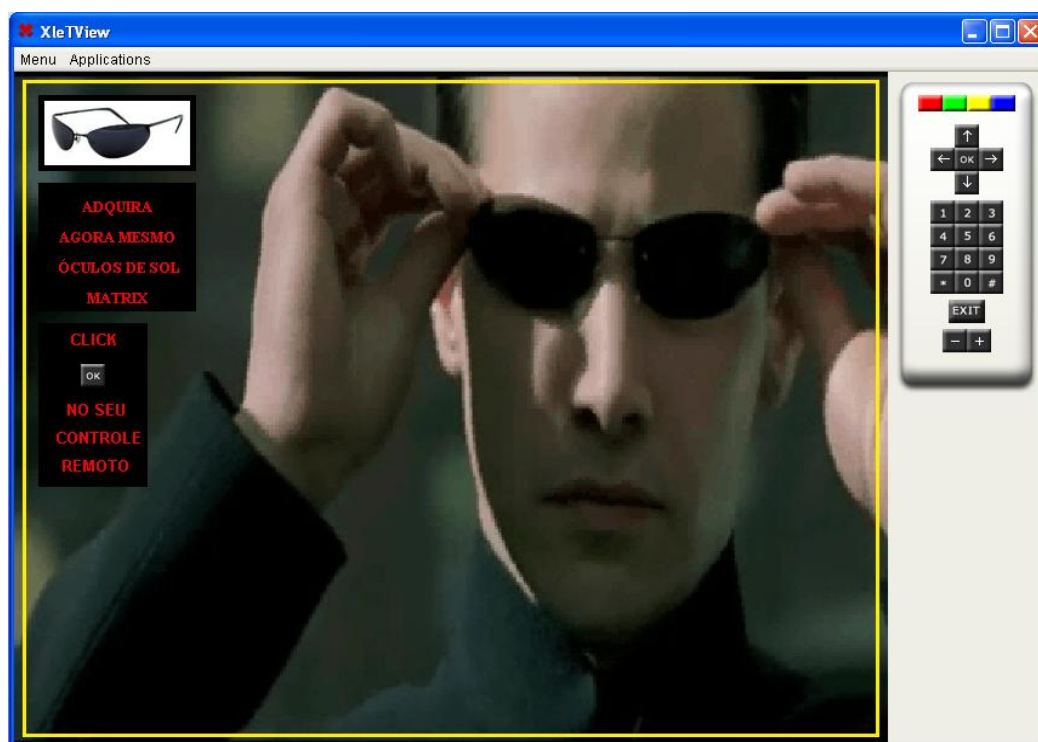 XleTView
Menu Applications
ADQUIRA
AGORA MESMO
ÓCULOS DE SOL
MATRIX
CLICK
OK
NO SEU
CONTROLE
REMOTO
↑
← OK →
↓
1 2 3
4 5 6
7 8 9
* 0 #
EXIT
− +